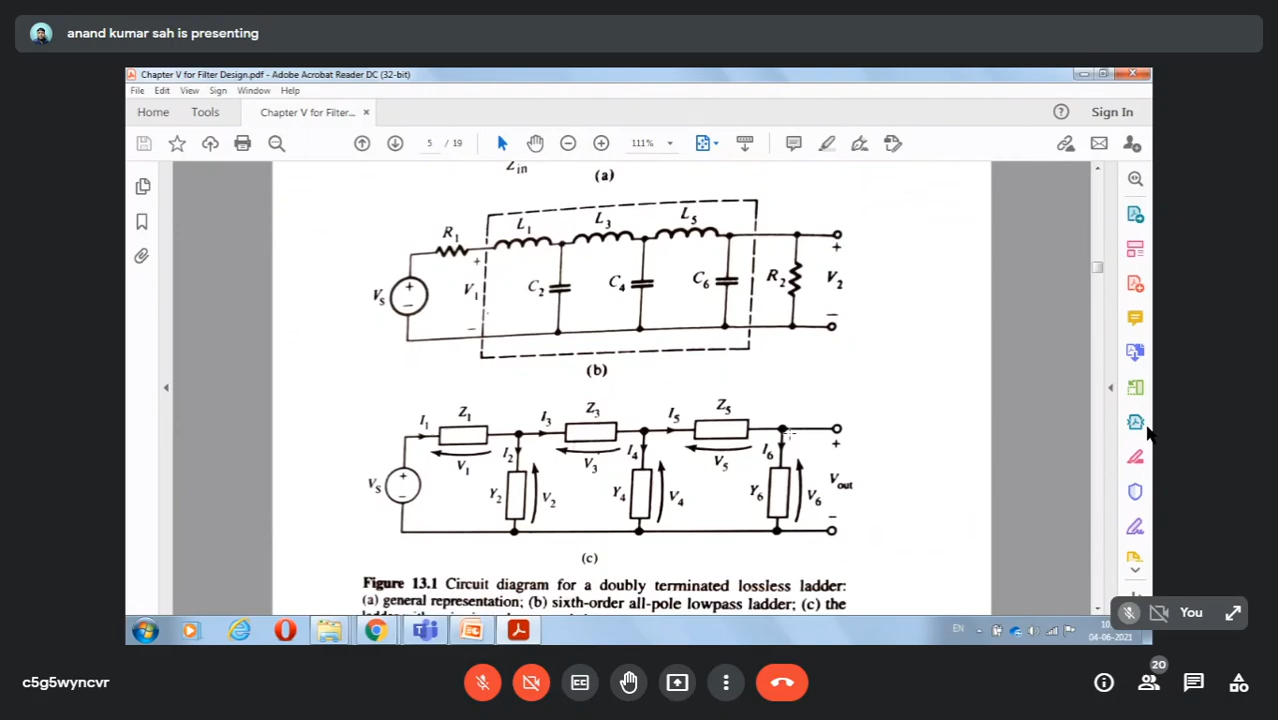 anand kumar sah is presenting
Chapter V for Filter Design.pdf - Adobe Acrobat Reader DC (32-bit)
File Edit View Sign Window Help
Home Tools Chapter V for Filter... × Sign In
5 / 19 111%
Zin
(a)
R1 L1 L3 L5
+ +
VS + − V1 C2 C4 C6 R2 V2
− −
(b)
I1 Z1 I3 Z3 I5 Z5
V1 I2 V3 I4 V5 I6 +
VS + − Y2 V2 Y4 V4 Y6 V6 Vout
−
(c)
Figure 13.1 Circuit diagram for a doubly terminated lossless ladder:
(a) general representation; (b) sixth-order all-pole lowpass ladder; (c) the
You
EN
04-06-2021
c5g5wyncvr
CC
20